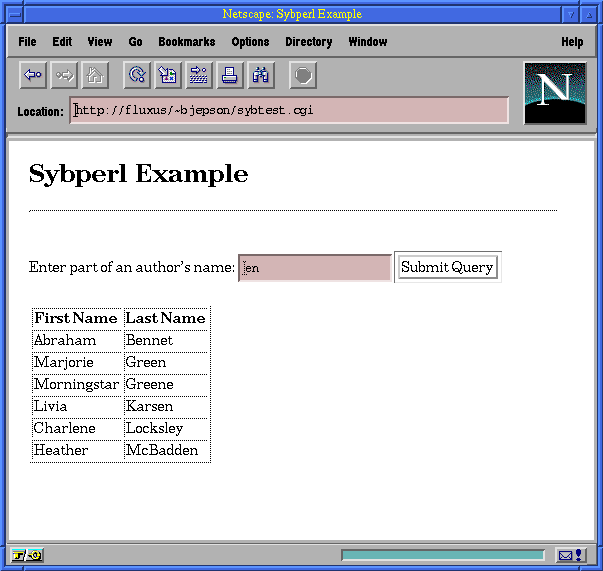 Netscape: Sybperl Example
File Edit View Go Bookmarks Options Directory Window Help
N
Location: http://fluxus/~bjepson/sybtest.cgi
Sybperl Example
Enter part of an author's name: en Submit Query
First Name Last Name
Abraham Bennet
Marjorie Green
Morningstar Greene
Livia Karsen
Charlene Locksley
Heather McBadden